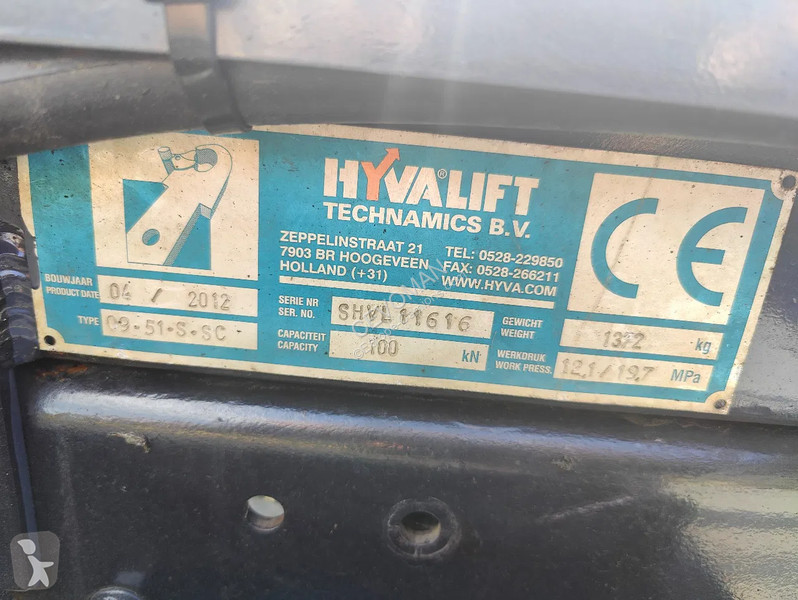 HYVALIFT®
TECHNAMICS B.V.
ZEPPELINSTRAAT 21
7903 BR HOOGEVEEN
HOLLAND (+31)
TEL: 0528-229850
FAX: 0528-266211
WWW.HYVA.COM
CE
BOUWJAAR
PRODUCT DATE
04 / 2012
TYPE
09-51-S-SC
SERIE NR
SER. NO.
SHVL11616
CAPACITEIT
CAPACITY
100 kN
GEWICHT
WEIGHT
kg
WERKDRUK
WORK PRESS.
12,1 / 19,7 MPa